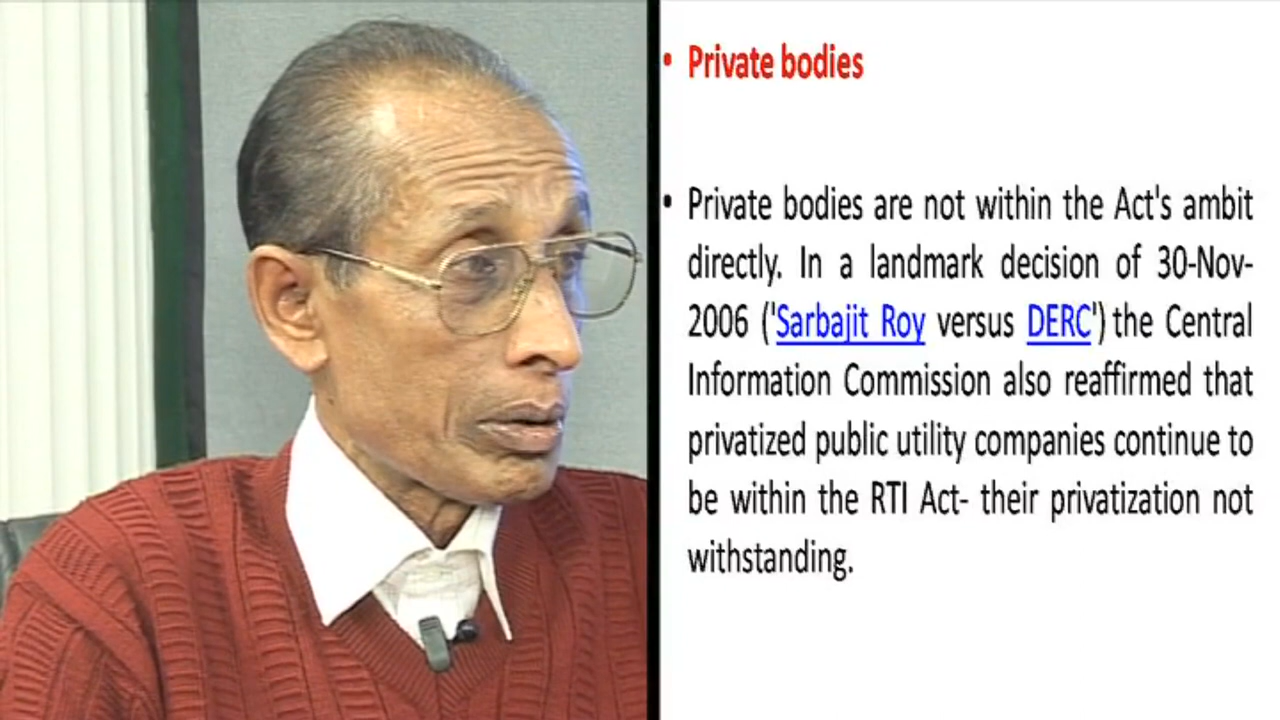 • Private bodies
• Private bodies are not within the Act's ambit
directly. In a landmark decision of 30-Nov-
2006 ('Sarbajit Roy versus DERC') the Central
Information Commission also reaffirmed that
privatized public utility companies continue to
be within the RTI Act- their privatization not
withstanding.